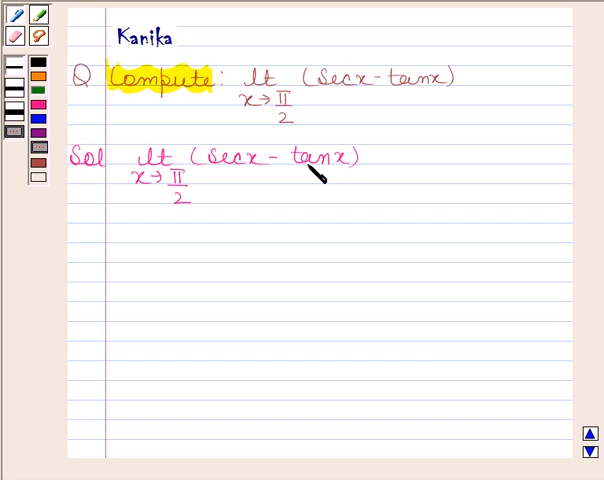 Kanika
Q Compute: lt (Secx - tanx)
x → π
2
Sol lt (Secx - tanx)
x → π
2